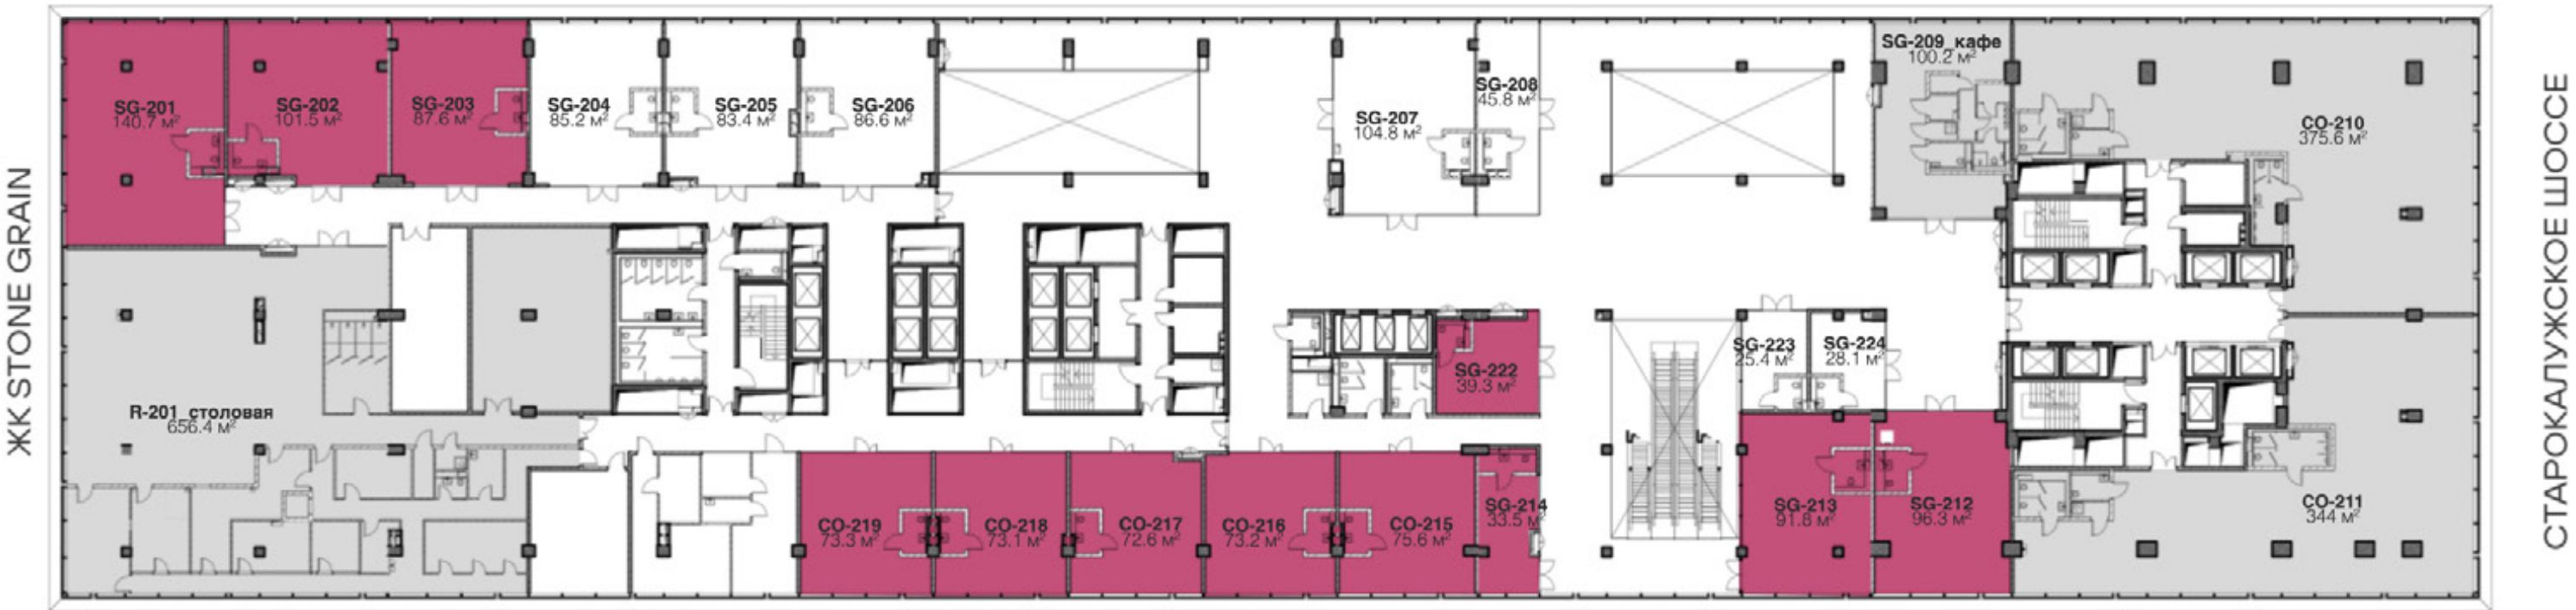 ЖК STONE GRAIN
SG-201
140.7 м²
SG-202
101.5 м²
SG-203
87.6 м²
SG-204
85.2 м²
SG-205
83.4 м²
SG-206
86.6 м²
SG-207
104.8 м²
SG-208
45.8 м²
SG-209_кафе
100.2 м²
CO-210
375.6 м²
R-201_столовая
656.4 м²
SG-222
39.3 м²
SG-223
25.4 м²
SG-224
28.1 м²
CO-219
73.3 м²
CO-218
73.1 м²
CO-217
72.6 м²
CO-216
73.2 м²
CO-215
75.6 м²
SG-214
33.5 м²
SG-213
91.8 м²
SG-212
96.3 м²
CO-211
344 м²
СТАРОКАЛУЖСКОЕ ШОССЕ